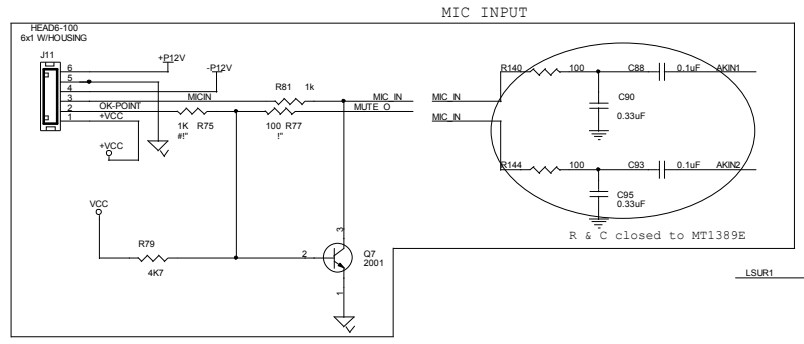 MIC INPUT
HEAD6-100
6x1 W/HOUSING
J11
6
+P12V
5
-P12V
4
3
MICIN
R81 1k
MIC_IN
2
OK-POINT
MUTE_O
1
+VCC
1K R75
#!"
100 R77
!"
+VCC
MIC_IN
MIC_IN
R140 100 C88 0.1uF AKIN1
C90
0.33uF
R144 100 C93 0.1uF AKIN2
C95
0.33uF
R & C closed to MT1389E
VCC
R79
4K7
2
3
1
Q7
2001
LSUR1